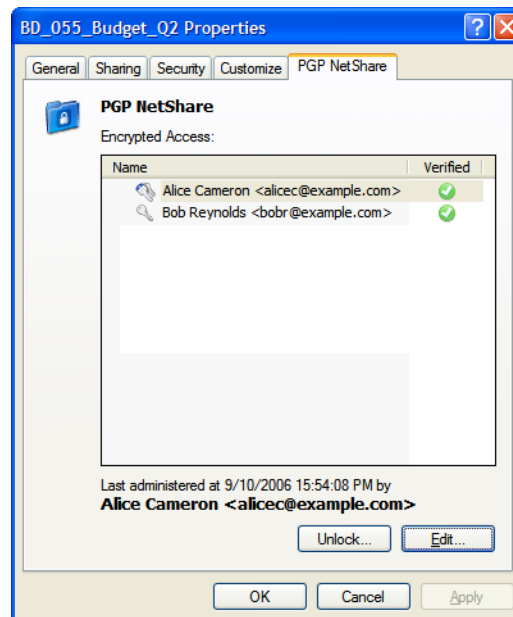 BD_055_Budget_Q2 Properties
General Sharing Security Customize PGP NetShare
PGP NetShare
Encrypted Access:
Name Verified
Alice Cameron <alicec@example.com>
Bob Reynolds <bobr@example.com>
Last administered at 9/10/2006 15:54:08 PM by
Alice Cameron <alicec@example.com>
Unlock... Edit...
OK Cancel Apply